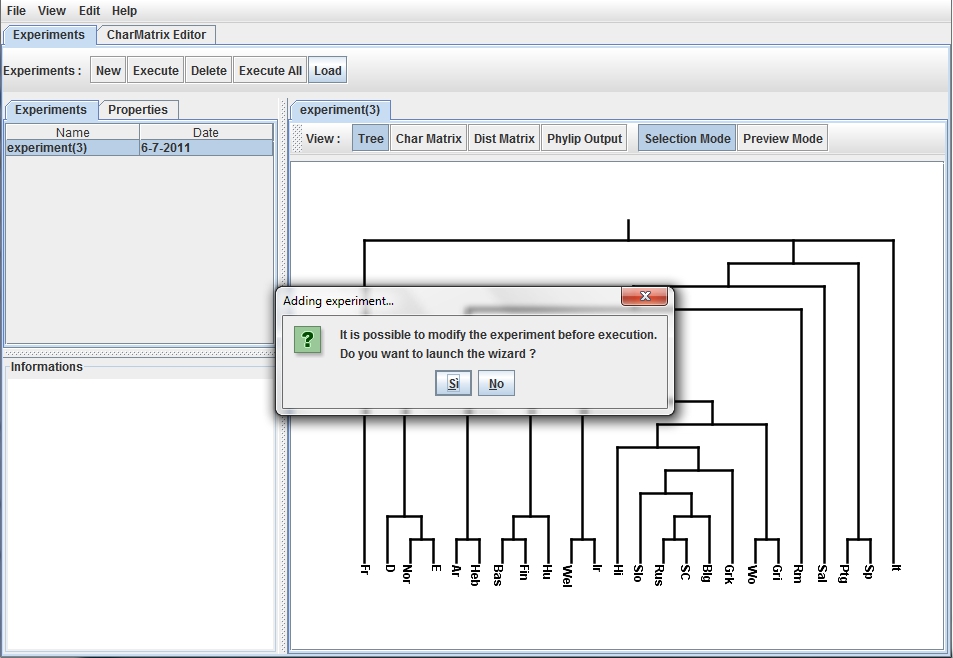 File View Edit Help
Experiments CharMatrix Editor
Experiments : New Execute Delete Execute All Load
Experiments Properties
Name Date
experiment(3) 6-7-2011
Informations
experiment(3)
View : Tree Char Matrix Dist Matrix Phylip Output Selection Mode Preview Mode
Adding experiment...
?
It is possible to modify the experiment before execution.
Do you want to launch the wizard ?
Sì No
Fr D Nor E Ar Heb Bas Fin Hu Wel Ir Hi Slo Rus SC Blg Grk Wo Gri Rm Sal Ptg Sp It